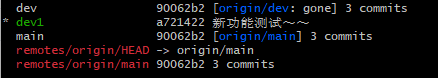 dev 90062b2 [origin/dev: gone] 3 commits
* dev1 a721422 新功能测试～～
main 90062b2 [origin/main] 3 commits
remotes/origin/HEAD -> origin/main
remotes/origin/main 90062b2 3 commits